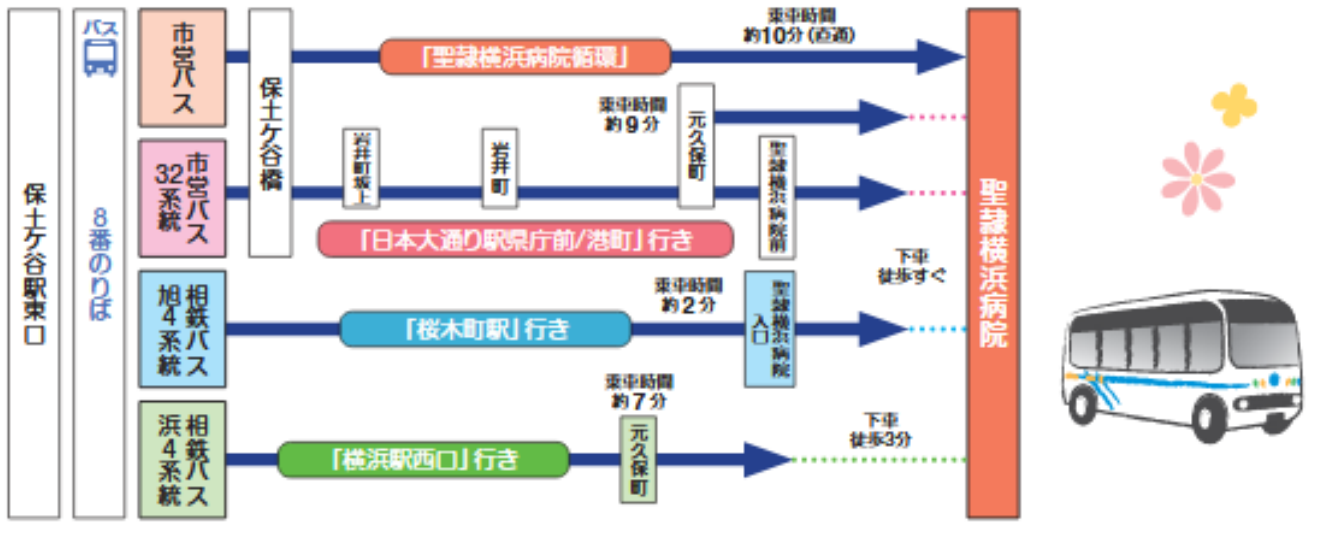 保土ケ谷駅東口
バス
8番のりば
市営バス
保土ケ谷橋
「聖隷横浜病院循環」
乗車時間
約10分(直通)
市営バス
32系統
岩井町坂上
岩井町
乗車時間
約9分
元久保町
聖隷横浜病院前
「日本大通り駅県庁前/港町」行き
相鉄バス
旭4系統
「桜木町駅」行き
乗車時間
約2分
聖隷横浜病院
入口
下車
徒歩すぐ
相鉄バス
浜4系統
「横浜駅西口」行き
乗車時間
約7分
元久保町
下車
徒歩3分
聖隷横浜病院